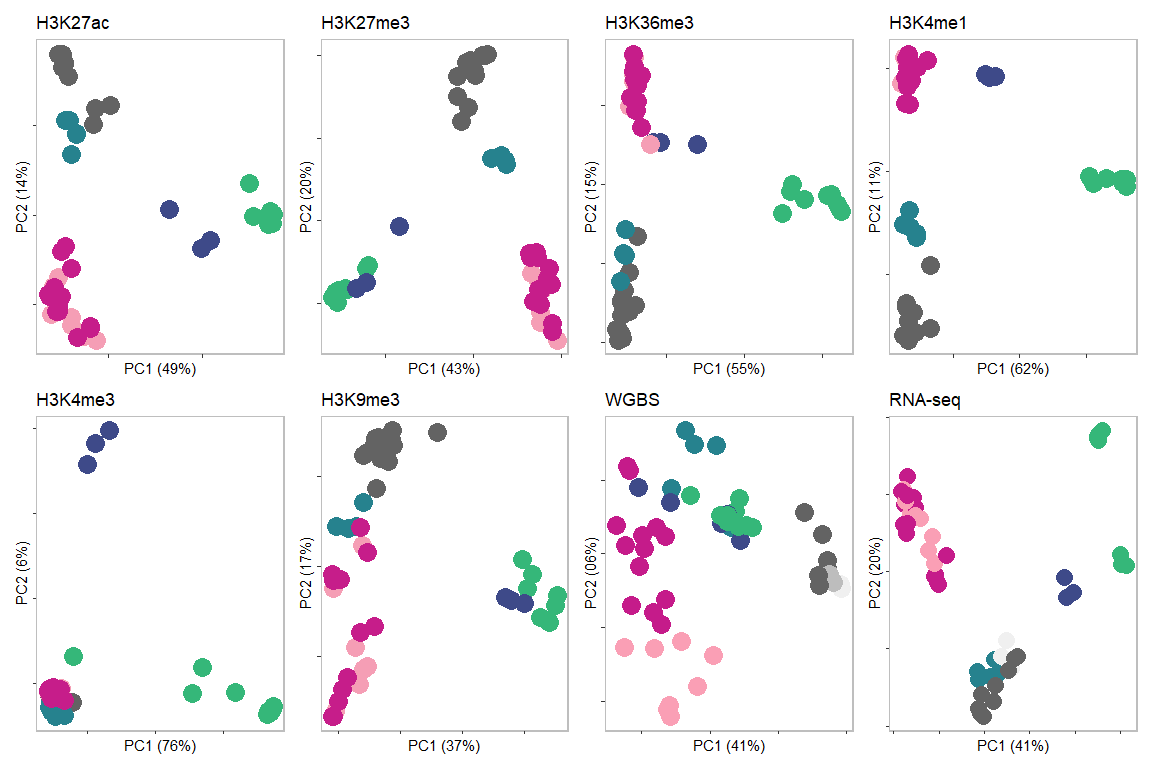 H3K27ac
PC2 (14%)
PC1 (49%)
H3K27me3
PC2 (20%)
PC1 (43%)
H3K36me3
PC2 (15%)
PC1 (55%)
H3K4me1
PC2 (11%)
PC1 (62%)
H3K4me3
PC2 (6%)
PC1 (76%)
H3K9me3
PC2 (17%)
PC1 (37%)
WGBS
PC2 (06%)
PC1 (41%)
RNA-seq
PC2 (20%)
PC1 (41%)